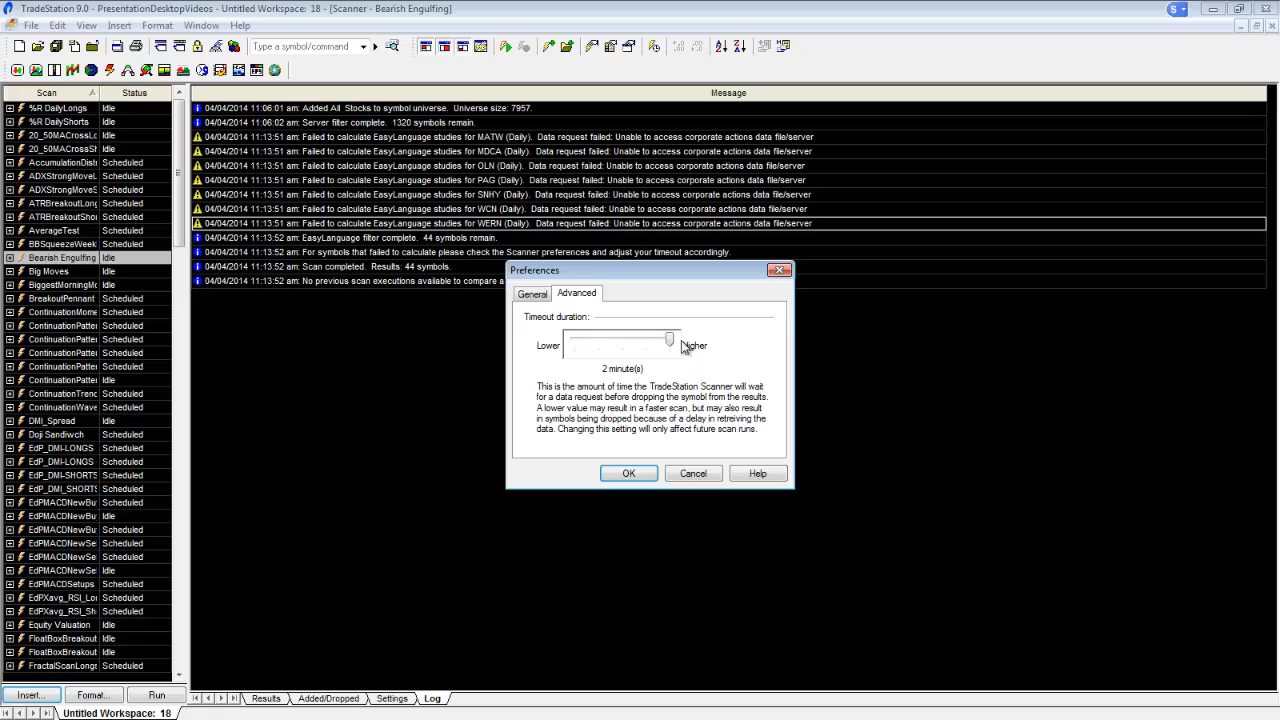 TradeStation 9.0 - PresentationDesktopVideos - Untitled Workspace: 18 - [Scanner - Bearish Engulfing]
S
File Edit View Insert Format Window Help
Type a symbol/command
Scan Status Message
%R DailyLongs Idle
%R DailyShorts Idle
20_50MACrossLo Idle
20_50MACrossSh Idle
AccumulationDistr Scheduled
ADXStrongMoveL Scheduled
ADXStrongMoveS Scheduled
ATRBreakoutLong Scheduled
ATRBreakoutShor Scheduled
AverageTest Scheduled
BBSqueezeWeekl Scheduled
Bearish Engulfing Idle
Big Moves Idle
BiggestMorningMo Idle
BreakoutPennant Scheduled
ContinuationMome Scheduled
ContinuationPatter Scheduled
ContinuationPatter Scheduled
ContinuationPatter Scheduled
ContinuationPatter Idle
ContinuationTrenc Scheduled
ContinuationWave Scheduled
DMI_Spread Idle
Doji Sandiwch Idle
EdP_DMI-LONGS Idle
EdP_DMI-LONGS Idle
EdP_DMI-SHORTS Idle
EdP_DMI_SHORTS Idle
EdPMACDNewBu Scheduled
EdPMACDNewBu Idle
EdPMACDNewBu Scheduled
EdPMACDNewSe Scheduled
EdPMACDNewSe Scheduled
EdPMACDNewSe Idle
EdPMACDSetups Scheduled
EdPXavg_RSI_Lo Scheduled
EdPXavg_RSI_Sh Scheduled
Equity Valuation Idle
FloatBoxBreakout Idle
FloatBoxBreakout Idle
FractalScanLongs Scheduled
04/04/2014 11:06:01 am: Added All Stocks to symbol universe. Universe size: 7957.
04/04/2014 11:06:02 am: Server filter complete. 1320 symbols remain.
04/04/2014 11:13:51 am: Failed to calculate EasyLanguage studies for MATW (Daily). Data request failed: Unable to access corporate actions data file/server
04/04/2014 11:13:51 am: Failed to calculate EasyLanguage studies for MDCA (Daily). Data request failed: Unable to access corporate actions data file/server
04/04/2014 11:13:51 am: Failed to calculate EasyLanguage studies for OLN (Daily). Data request failed: Unable to access corporate actions data file/server
04/04/2014 11:13:51 am: Failed to calculate EasyLanguage studies for PAG (Daily). Data request failed: Unable to access corporate actions data file/server
04/04/2014 11:13:51 am: Failed to calculate EasyLanguage studies for SNHY (Daily). Data request failed: Unable to access corporate actions data file/server
04/04/2014 11:13:51 am: Failed to calculate EasyLanguage studies for WCN (Daily). Data request failed: Unable to access corporate actions data file/server
04/04/2014 11:13:51 am: Failed to calculate EasyLanguage studies for WERN (Daily). Data request failed: Unable to access corporate actions data file/server
04/04/2014 11:13:52 am: EasyLanguage filter complete. 44 symbols remain.
04/04/2014 11:13:52 am: For symbols that failed to calculate please check the Scanner preferences and adjust your timeout accordingly.
04/04/2014 11:13:52 am: Scan completed. Results: 44 symbols.
04/04/2014 11:13:52 am: No previous scan executions available to compare a
Preferences
General Advanced
Timeout duration:
Lower Higher
2 minute(s)
This is the amount of time the TradeStation Scanner will wait
for a data request before dropping the symobl from the results.
A lower value may result in a faster scan, but may also result
in symbols being dropped because of a delay in retreiving the
data. Changing this setting will only affect future scan runs.
OK Cancel Help
Insert... Format... Run
Results Added/Dropped Settings Log
Untitled Workspace: 18